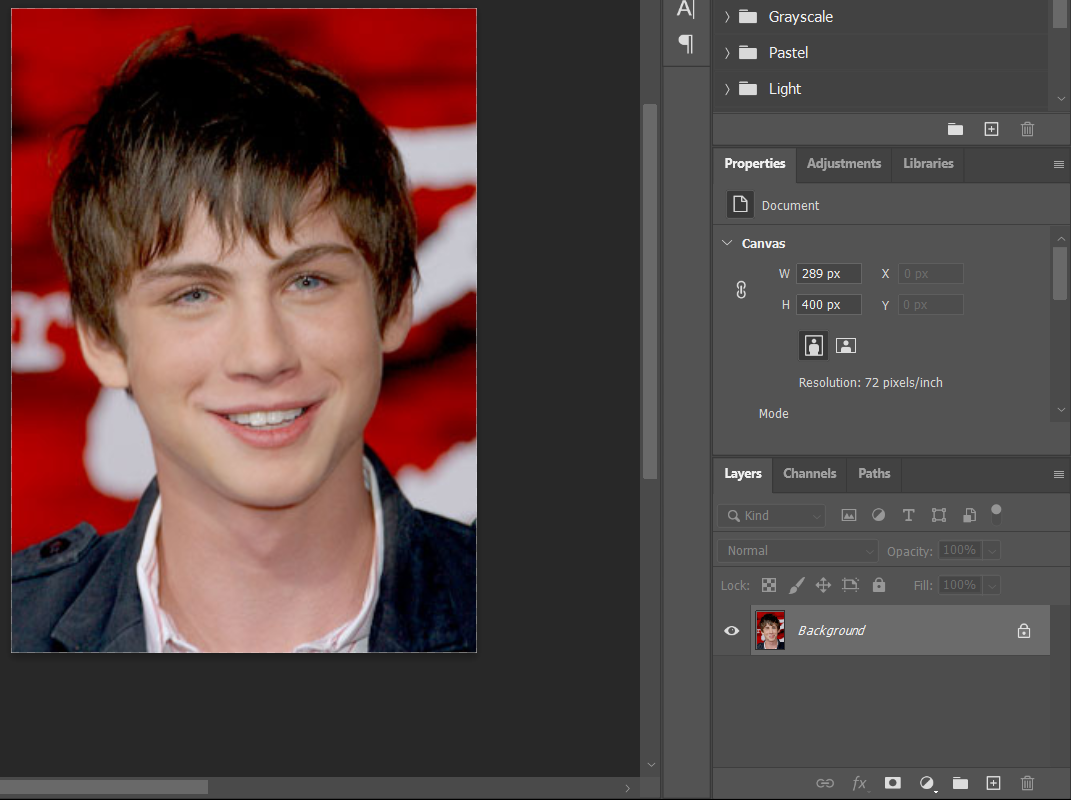 A|
¶
Grayscale
Pastel
Light
Properties Adjustments Libraries
Document
Canvas
W 289 px X 0 px
H 400 px Y 0 px
Resolution: 72 pixels/inch
Mode
r
Layers Channels Paths
Kind T
Normal Opacity: 100%
Lock: Fill: 100%
Background
fx